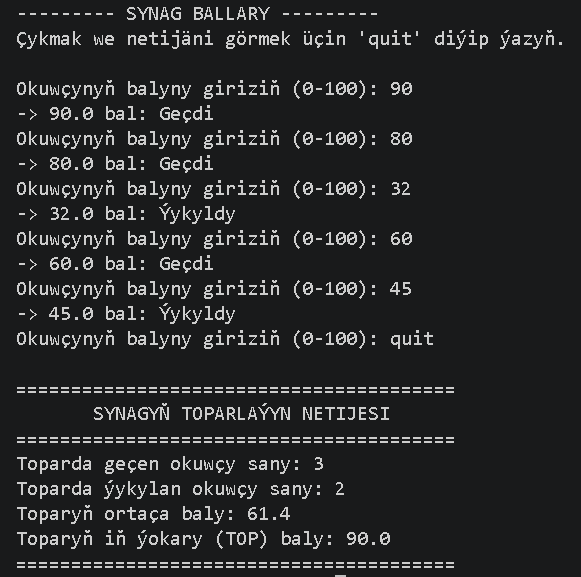 --------- SYNAG BALLARY ---------
Çykmak we netijäni görmek üçin 'quit' diýip ýazyň.
Okuwçynyň balyny giriziň (0-100): 90
-> 90.0 bal: Geçdi
Okuwçynyň balyny giriziň (0-100): 80
-> 80.0 bal: Geçdi
Okuwçynyň balyny giriziň (0-100): 32
-> 32.0 bal: Ýykyldy
Okuwçynyň balyny giriziň (0-100): 60
-> 60.0 bal: Geçdi
Okuwçynyň balyny giriziň (0-100): 45
-> 45.0 bal: Ýykyldy
Okuwçynyň balyny giriziň (0-100): quit
========================================
SYNAGYŇ TOPARLAÝYN NETIJESI
========================================
Toparda geçen okuwçy sany: 3
Toparda ýykylan okuwçy sany: 2
Toparyň ortaça baly: 61.4
Toparyň iň ýokary (TOP) baly: 90.0
========================================